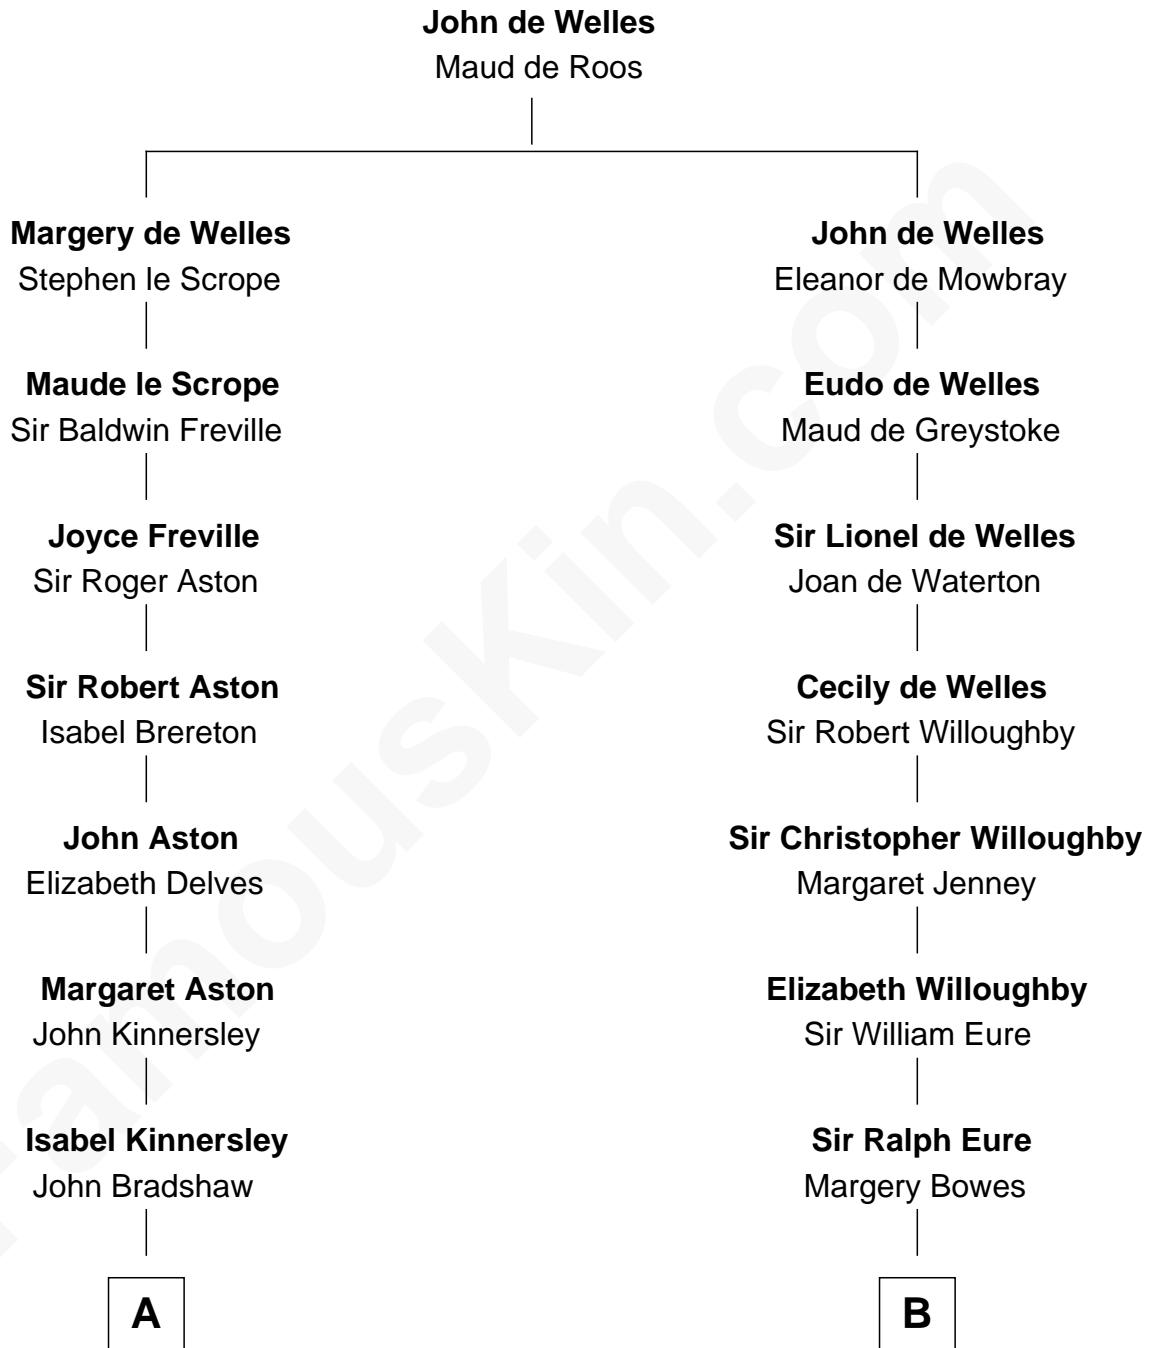 John de Welles
Maud de Roos
Margery de Welles
Stephen le Scrope
John de Welles
Eleanor de Mowbray
Maude le Scrope
Sir Baldwin Freville
Eudo de Welles
Maud de Greystoke
Joyce Freville
Sir Roger Aston
Sir Lionel de Welles
Joan de Waterton
Sir Robert Aston
Isabel Brereton
Cecily de Welles
Sir Robert Willoughby
John Aston
Elizabeth Delves
Sir Christopher Willoughby
Margaret Jenney
Margaret Aston
John Kinnersley
Elizabeth Willoughby
Sir William Eure
Isabel Kinnersley
John Bradshaw
Sir Ralph Eure
Margery Bowes
A
B
FamousKin.com